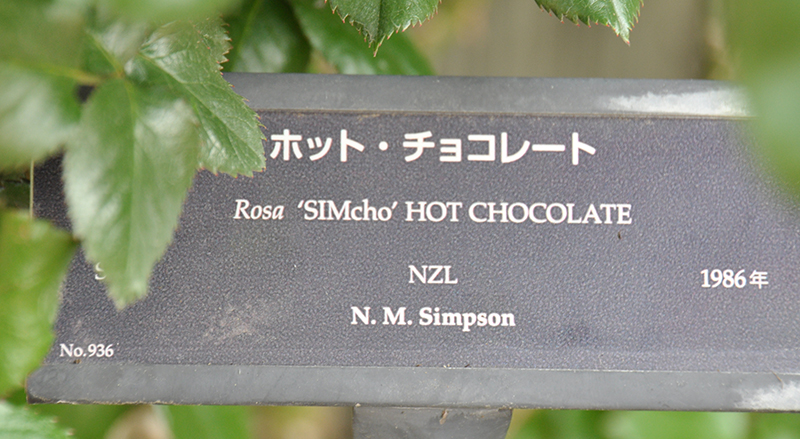 ホット・チョコレート
Rosa ‘SIMcho’ HOT CHOCOLATE
NZL 1986年
N. M. Simpson
No.936